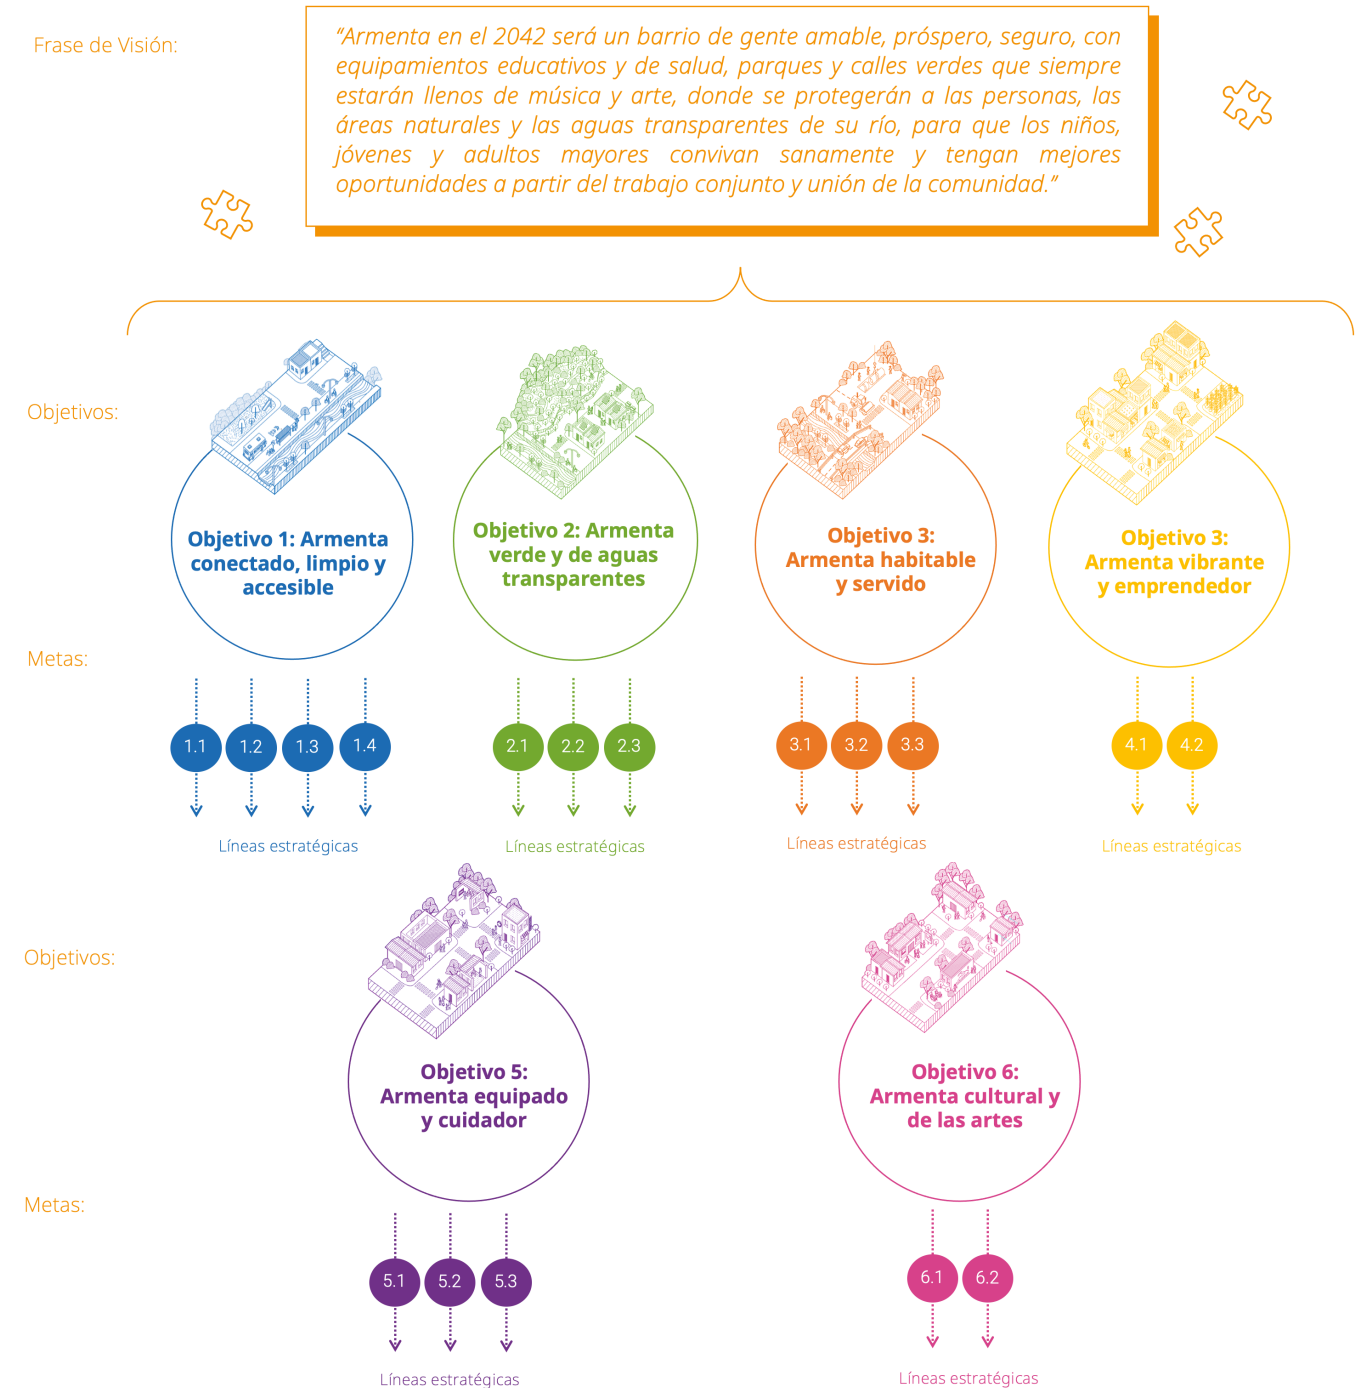 Frase de Visión:
“Armenta en el 2042 será un barrio de gente amable, próspero, seguro, con
equipamientos educativos y de salud, parques y calles verdes que siempre
estarán llenos de música y arte, donde se protegerán a las personas, las
áreas naturales y las aguas transparentes de su río, para que los niños,
jóvenes y adultos mayores convivan sanamente y tengan mejores
oportunidades a partir del trabajo conjunto y unión de la comunidad.”
Objetivos:
Objetivo 1: Armenta
conectado, limpio y
accesible
Objetivo 2: Armenta
verde y de aguas
transparentes
Objetivo 3:
Armenta habitable
y servido
Objetivo 3:
Armenta vibrante
y emprendedor
Metas:
1.1 1.2 1.3 1.4
2.1 2.2 2.3
3.1 3.2 3.3
4.1 4.2
Líneas estratégicas
Líneas estratégicas
Líneas estratégicas
Líneas estratégicas
Objetivos:
Objetivo 5:
Armenta equipado
y cuidador
Objetivo 6:
Armenta cultural y
de las artes
Metas:
5.1 5.2 5.3
6.1 6.2
Líneas estratégicas
Líneas estratégicas